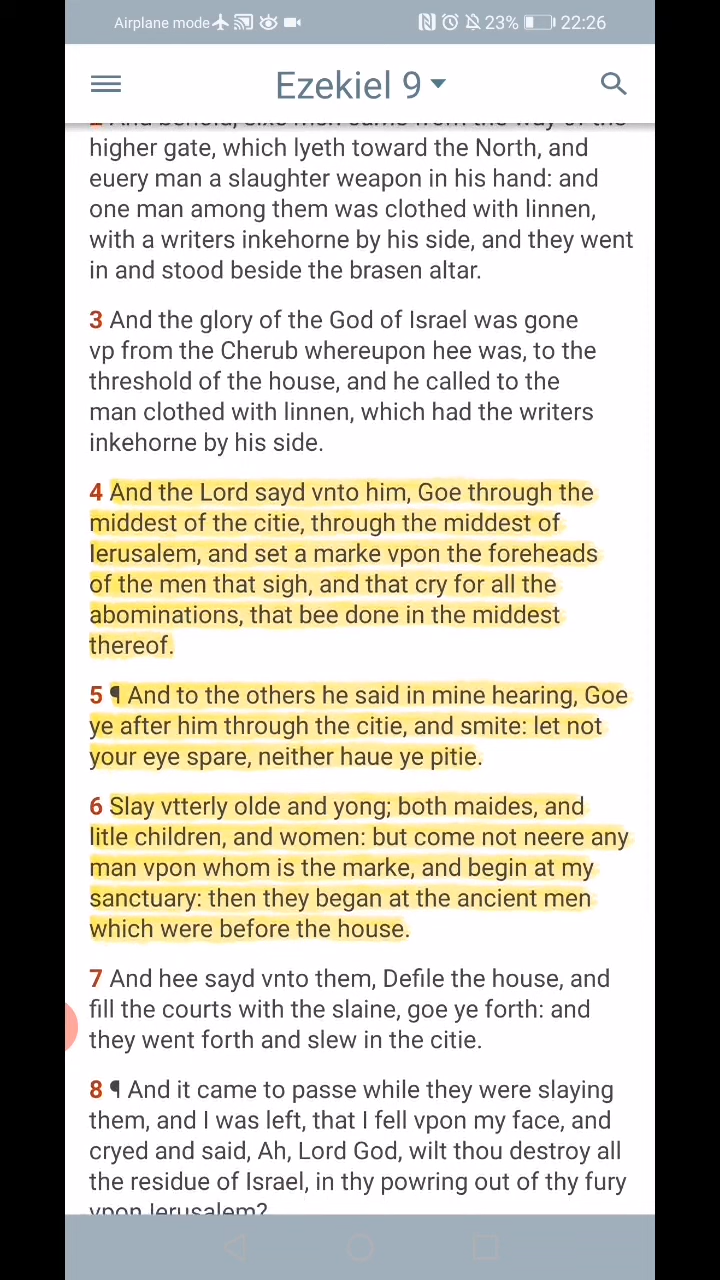 Airplane mode 23% 22:26
Ezekiel 9
2 And behold, sixe men came from the way of the
higher gate, which lyeth toward the North, and
euery man a slaughter weapon in his hand: and
one man among them was clothed with linnen,
with a writers inkehorne by his side, and they went
in and stood beside the brasen altar.
3 And the glory of the God of Israel was gone
vp from the Cherub whereupon hee was, to the
threshold of the house, and he called to the
man clothed with linnen, which had the writers
inkehorne by his side.
4 And the Lord sayd vnto him, Goe through the
middest of the citie, through the middest of
Ierusalem, and set a marke vpon the foreheads
of the men that sigh, and that cry for all the
abominations, that bee done in the middest
thereof.
5 ¶ And to the others he said in mine hearing, Goe
ye after him through the citie, and smite: let not
your eye spare, neither haue ye pitie.
6 Slay vtterly olde and yong; both maides, and
litle children, and women: but come not neere any
man vpon whom is the marke, and begin at my
sanctuary: then they began at the ancient men
which were before the house.
7 And hee sayd vnto them, Defile the house, and
fill the courts with the slaine, goe ye forth: and
they went forth and slew in the citie.
8 ¶ And it came to passe while they were slaying
them, and I was left, that I fell vpon my face, and
cryed and said, Ah, Lord God, wilt thou destroy all
the residue of Israel, in thy powring out of thy fury
vpon Ierusalem?